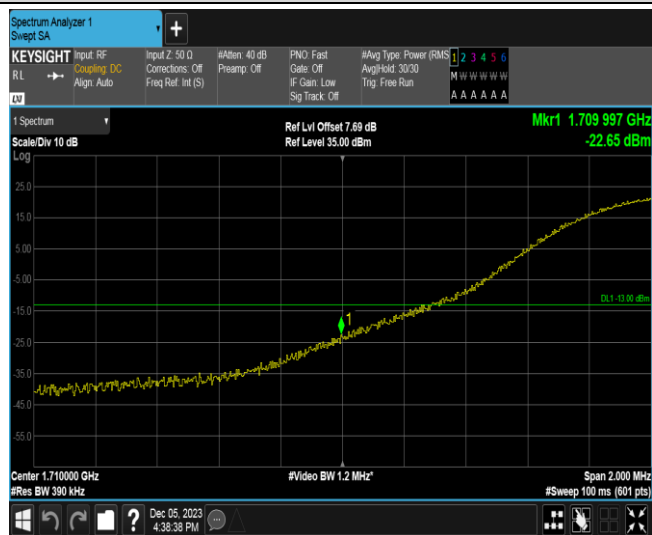 Spectrum Analyzer 1
Swept SA
KEYSIGHT
RL
LXI
Input: RF
Coupling: DC
Align: Auto
Input Z: 50 Ω
Corrections: Off
Freq Ref: Int (S)
#Atten: 40 dB
Preamp: Off
PNO: Fast
Gate: Off
IF Gain: Low
Sig Track: Off
#Avg Type: Power (RMS
Avg|Hold: 30/30
Trig: Free Run
1 2 3 4 5 6
M W W W W W
A A A A A A
1 Spectrum
Scale/Div 10 dB
Log
Ref Lvl Offset 7.69 dB
Ref Level 35.00 dBm
Mkr1 1.709 997 GHz
-22.65 dBm
25.0
15.0
5.00
-5.00
DL1 -13.00 dBm
-15.0
1
-25.0
-35.0
-45.0
-55.0
Center 1.710000 GHz
#Res BW 390 kHz
#Video BW 1.2 MHz*
Span 2.000 MHz
#Sweep 100 ms (601 pts)
Dec 05, 2023
4:38:38 PM